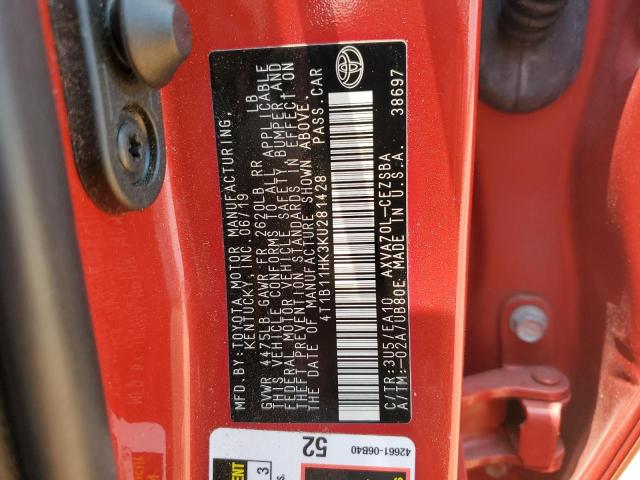 MFD.BY:TOYOTA MOTOR MANUFACTURING,
KENTUCKY, INC. 06/19
GVWR 4475LB GAWR FR 2620LB RR LB
THIS VEHICLE CONFORMS TO ALL APPLICABLE
FEDERAL MOTOR VEHICLE SAFETY BUMPER AND
THEFT PREVENTION STANDARDS IN EFFECT ON
THE DATE OF MANUFACTURE SHOWN ABOVE.
4T1B11HK3KU281428 PASS.CAR
C/TR:3U5/EA10 AXVA70L-CEZSBA
A/TM:-02A/UB80E MADE IN U.S.A. 38697
42661-06B40
52
3